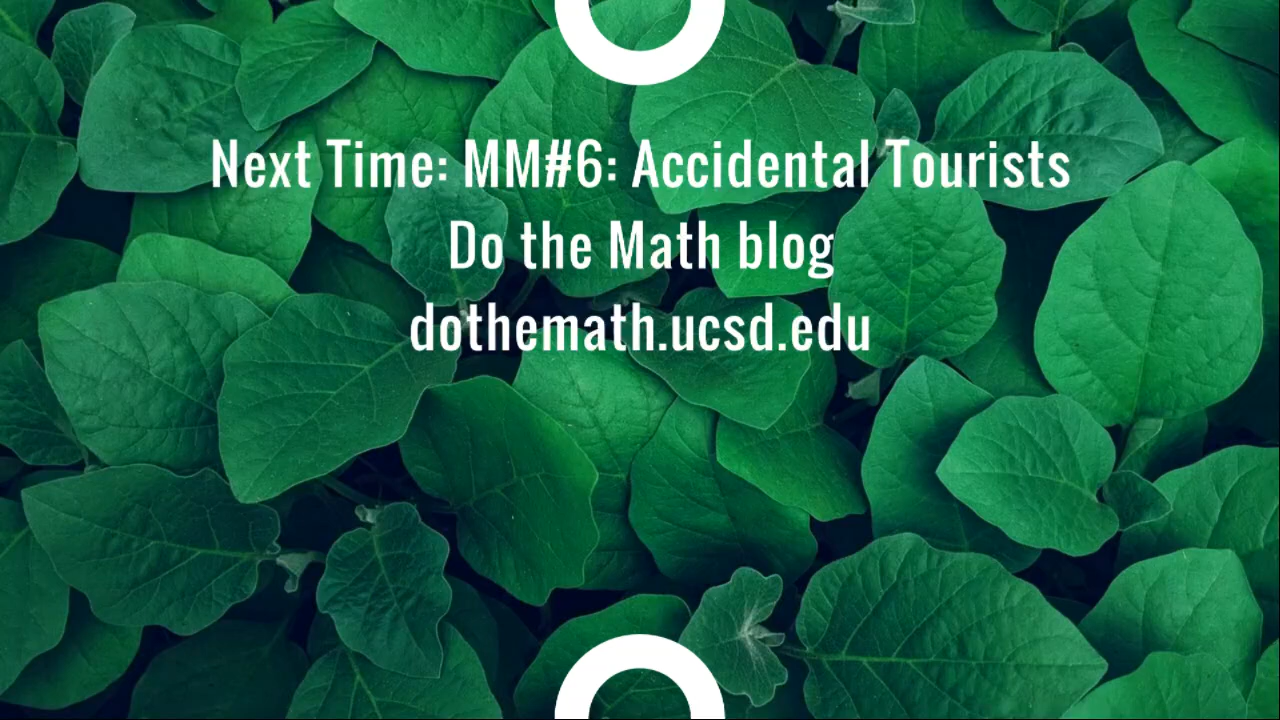 Next Time: MM#6: Accidental Tourists
Do the Math blog
dothemath.ucsd.edu